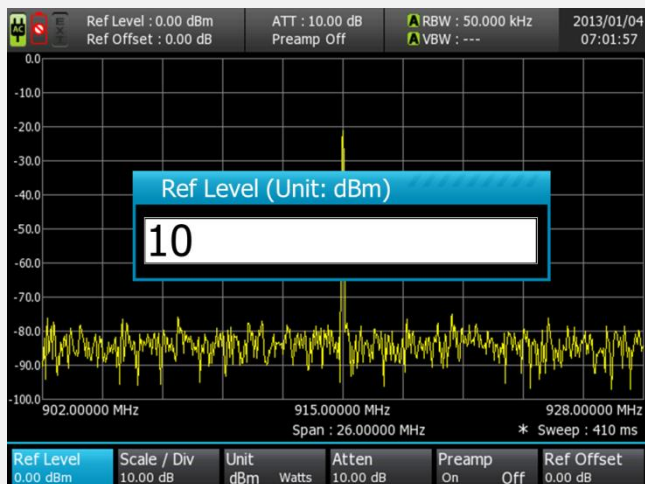 AC EXT Ref Level : 0.00 dBm ATT : 10.00 dB A RBW : 50.000 kHz 2013/01/04
Ref Offset : 0.00 dB Preamp Off A VBW : --- 07:01:57
0.0
-10.0
-20.0
-30.0
-40.0
-50.0
-60.0
-70.0
-80.0
-90.0
-100.0
Ref Level (Unit: dBm)
10
902.00000 MHz 915.00000 MHz 928.00000 MHz
Span : 26.00000 MHz * Sweep : 410 ms
Ref Level Scale / Div Unit Atten Preamp Ref Offset
0.00 dBm 10.00 dB dBm Watts 10.00 dB On Off 0.00 dB